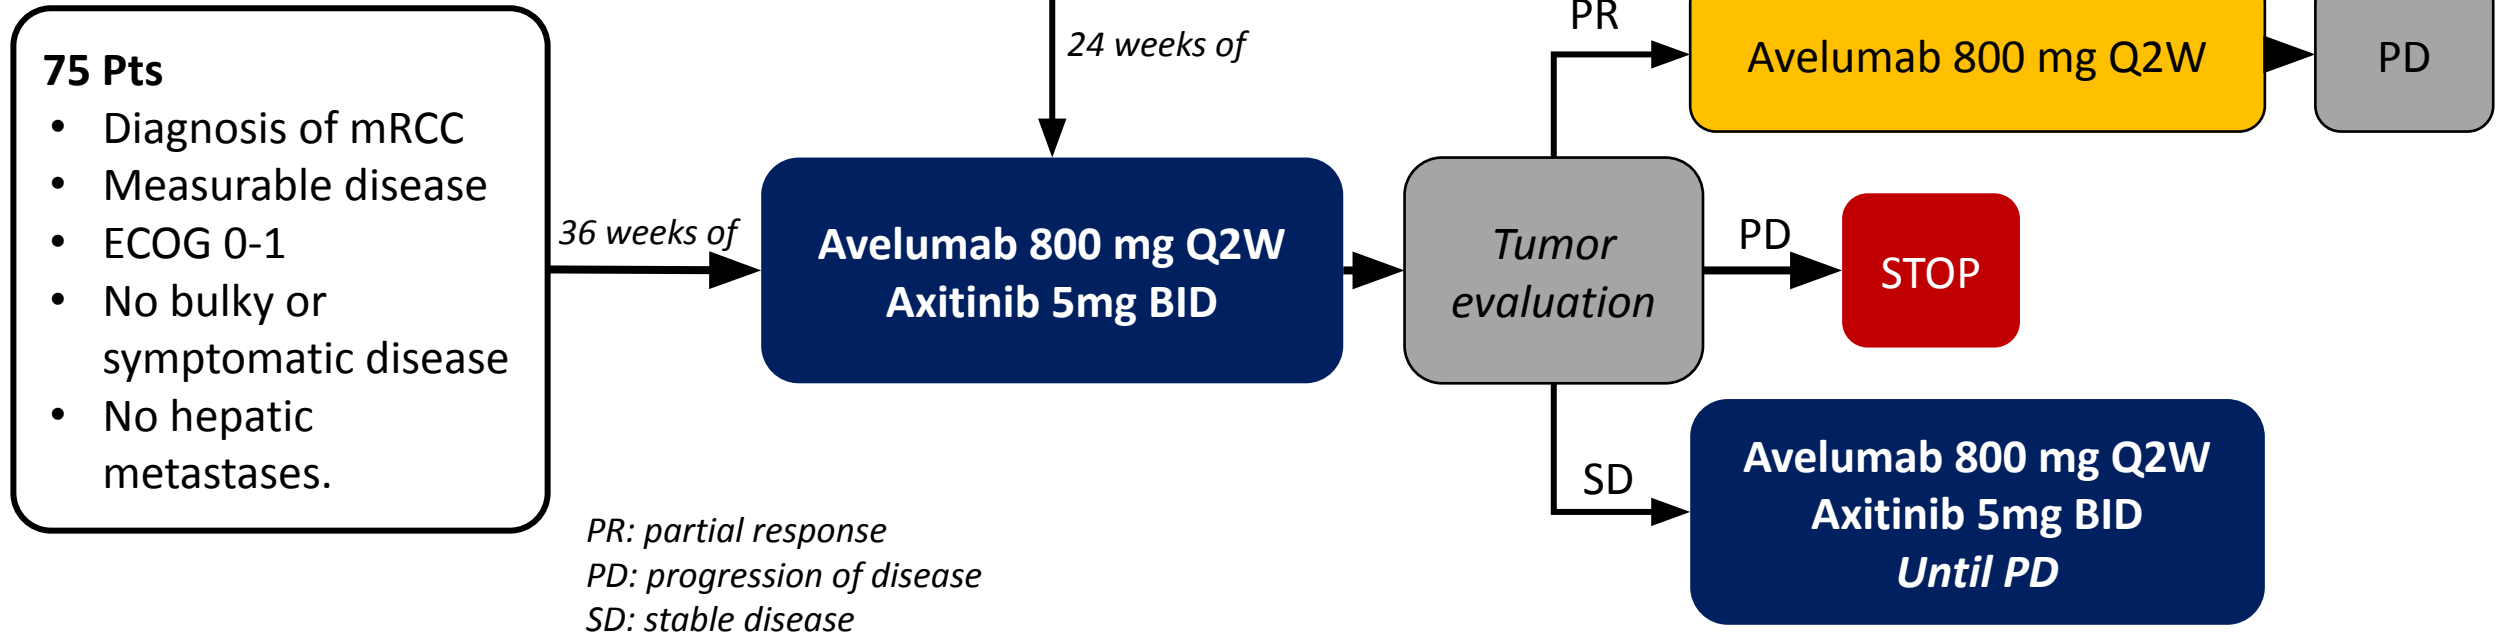 75 Pts
• Diagnosis of mRCC
• Measurable disease
• ECOG 0-1
• No bulky or
symptomatic disease
• No hepatic
metastases.
24 weeks of
36 weeks of
Avelumab 800 mg Q2W
Axitinib 5mg BID
Tumor
evaluation
PR
Avelumab 800 mg Q2W
PD
PD
STOP
SD
Avelumab 800 mg Q2W
Axitinib 5mg BID
Until PD
PR: partial response
PD: progression of disease
SD: stable disease